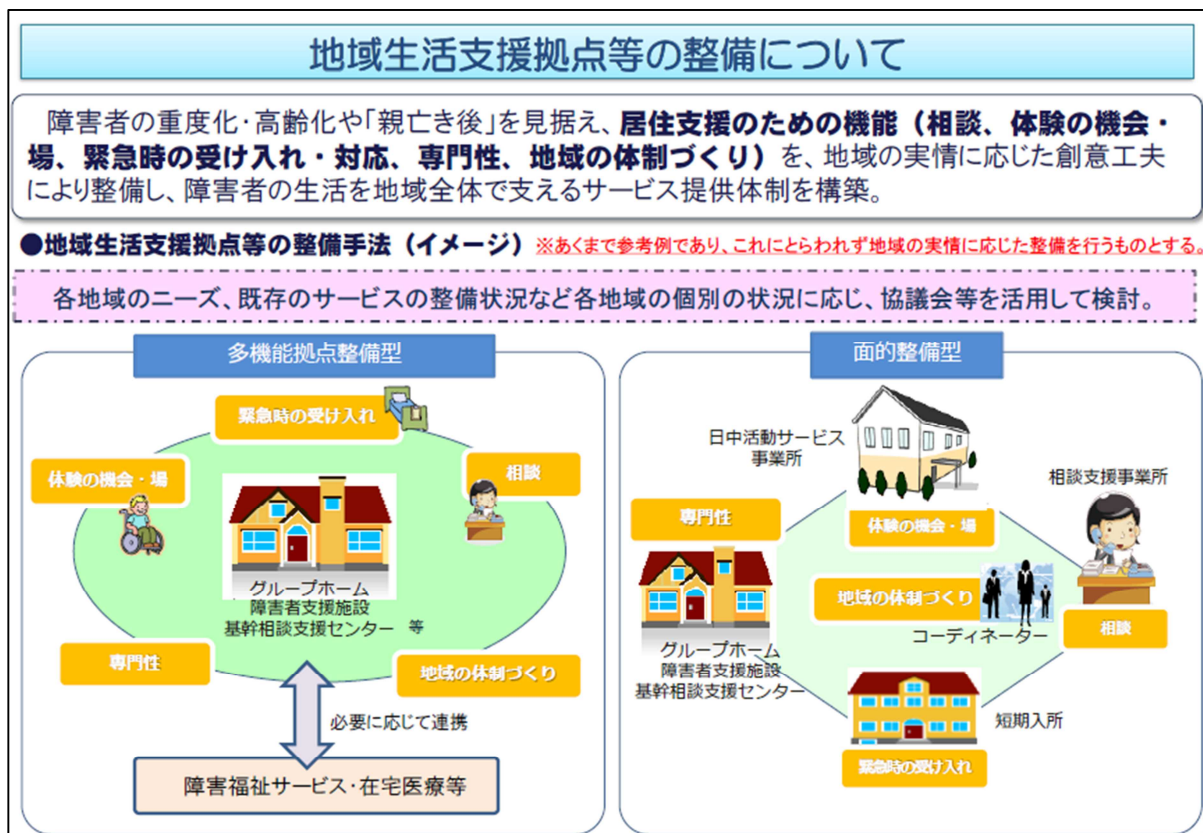 地域生活支援拠点等の整備について
障害者の重度化・高齢化や「親亡き後」を見据え、居住支援のための機能（相談、体験の機会・
場、緊急時の受け入れ・対応、専門性、地域の体制づくり）を、地域の実情に応じた創意工夫
により整備し、障害者の生活を地域全体で支えるサービス提供体制を構築。
●地域生活支援拠点等の整備手法（イメージ）※あくまで参考例であり、これにとらわれず地域の実情に応じた整備を行うものとする。
各地域のニーズ、既存のサービスの整備状況など各地域の個別の状況に応じ、協議会等を活用して検討。
多機能拠点整備型
緊急時の受け入れ
体験の機会・場
相談
グループホーム
障害者支援施設
基幹相談支援センター 等
専門性
地域の体制づくり
必要に応じて連携
障害福祉サービス・在宅医療等
面的整備型
日中活動サービス
事業所
相談支援事業所
専門性
体験の機会・場
地域の体制づくり
コーディネーター
相談
グループホーム
障害者支援施設
基幹相談支援センター
短期入所
緊急時の受け入れ